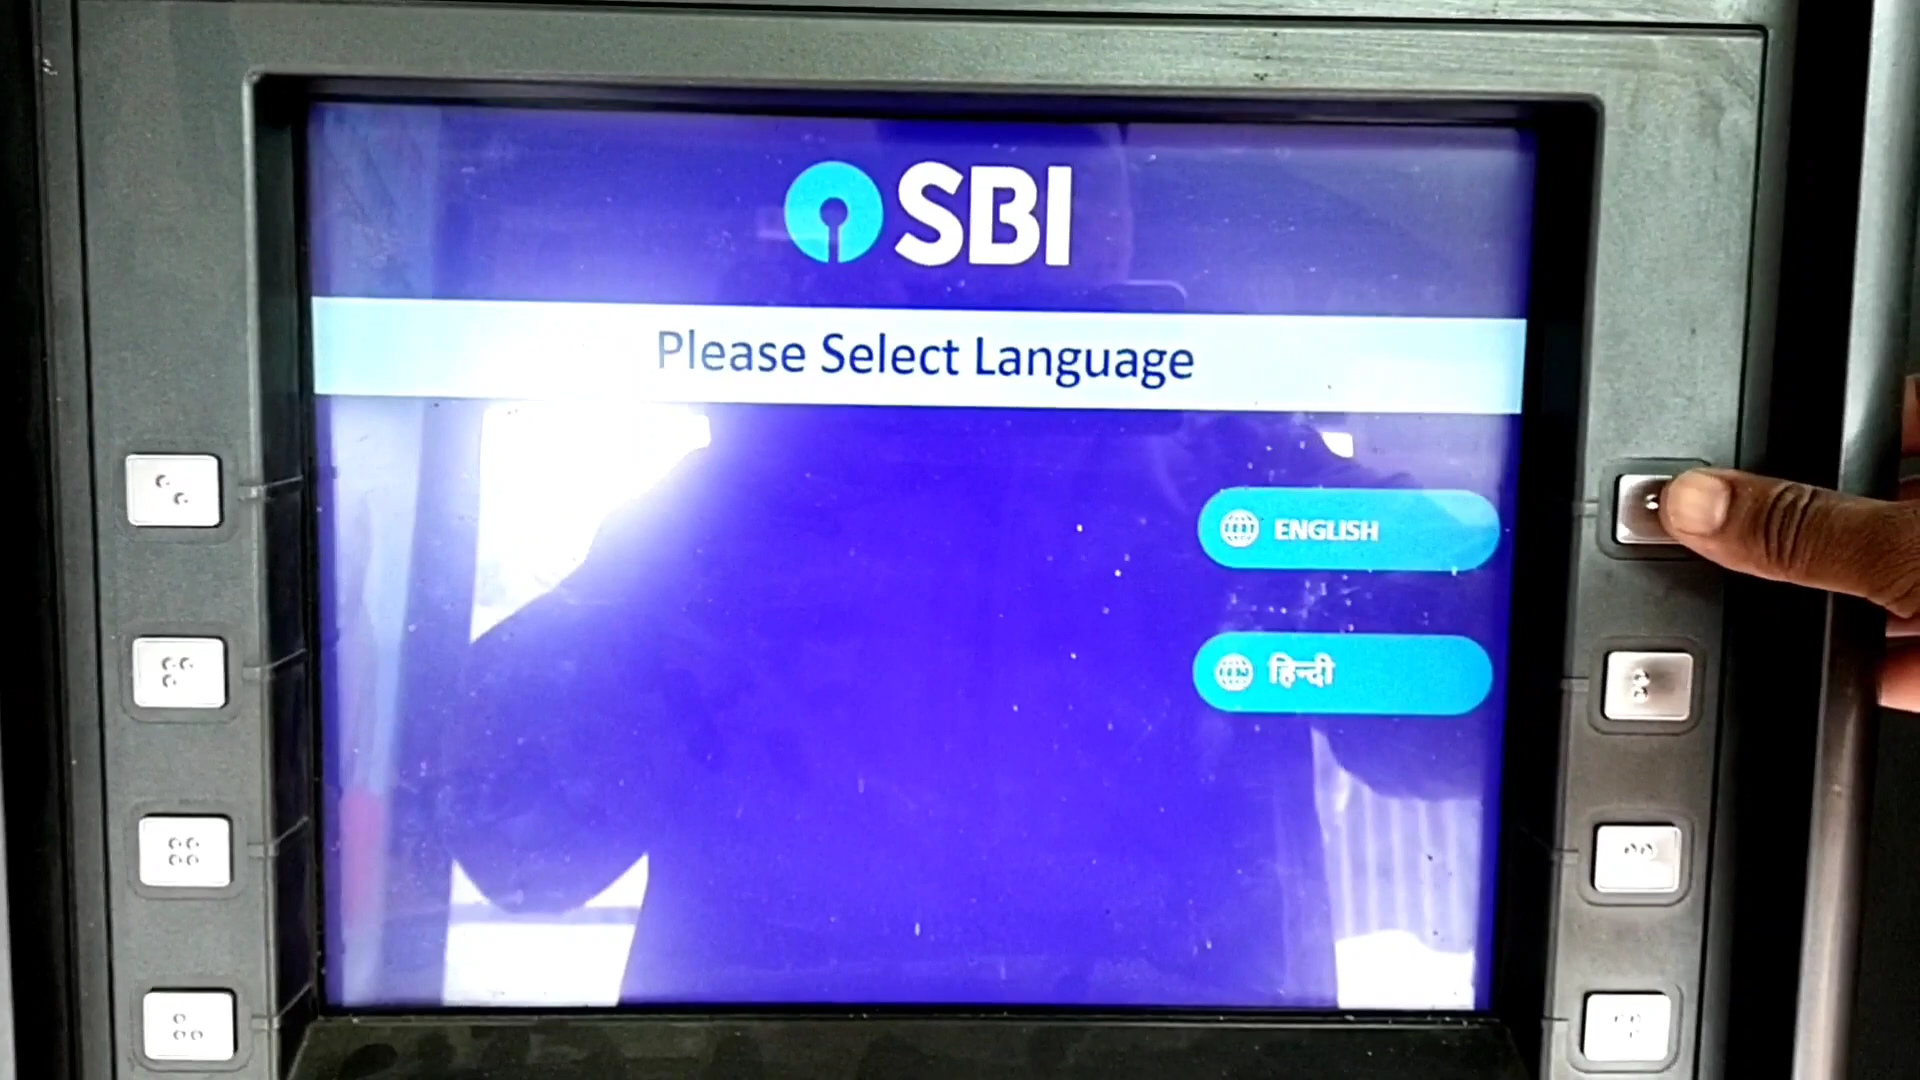 SBI
Please Select Language
ENGLISH
हिन्दी